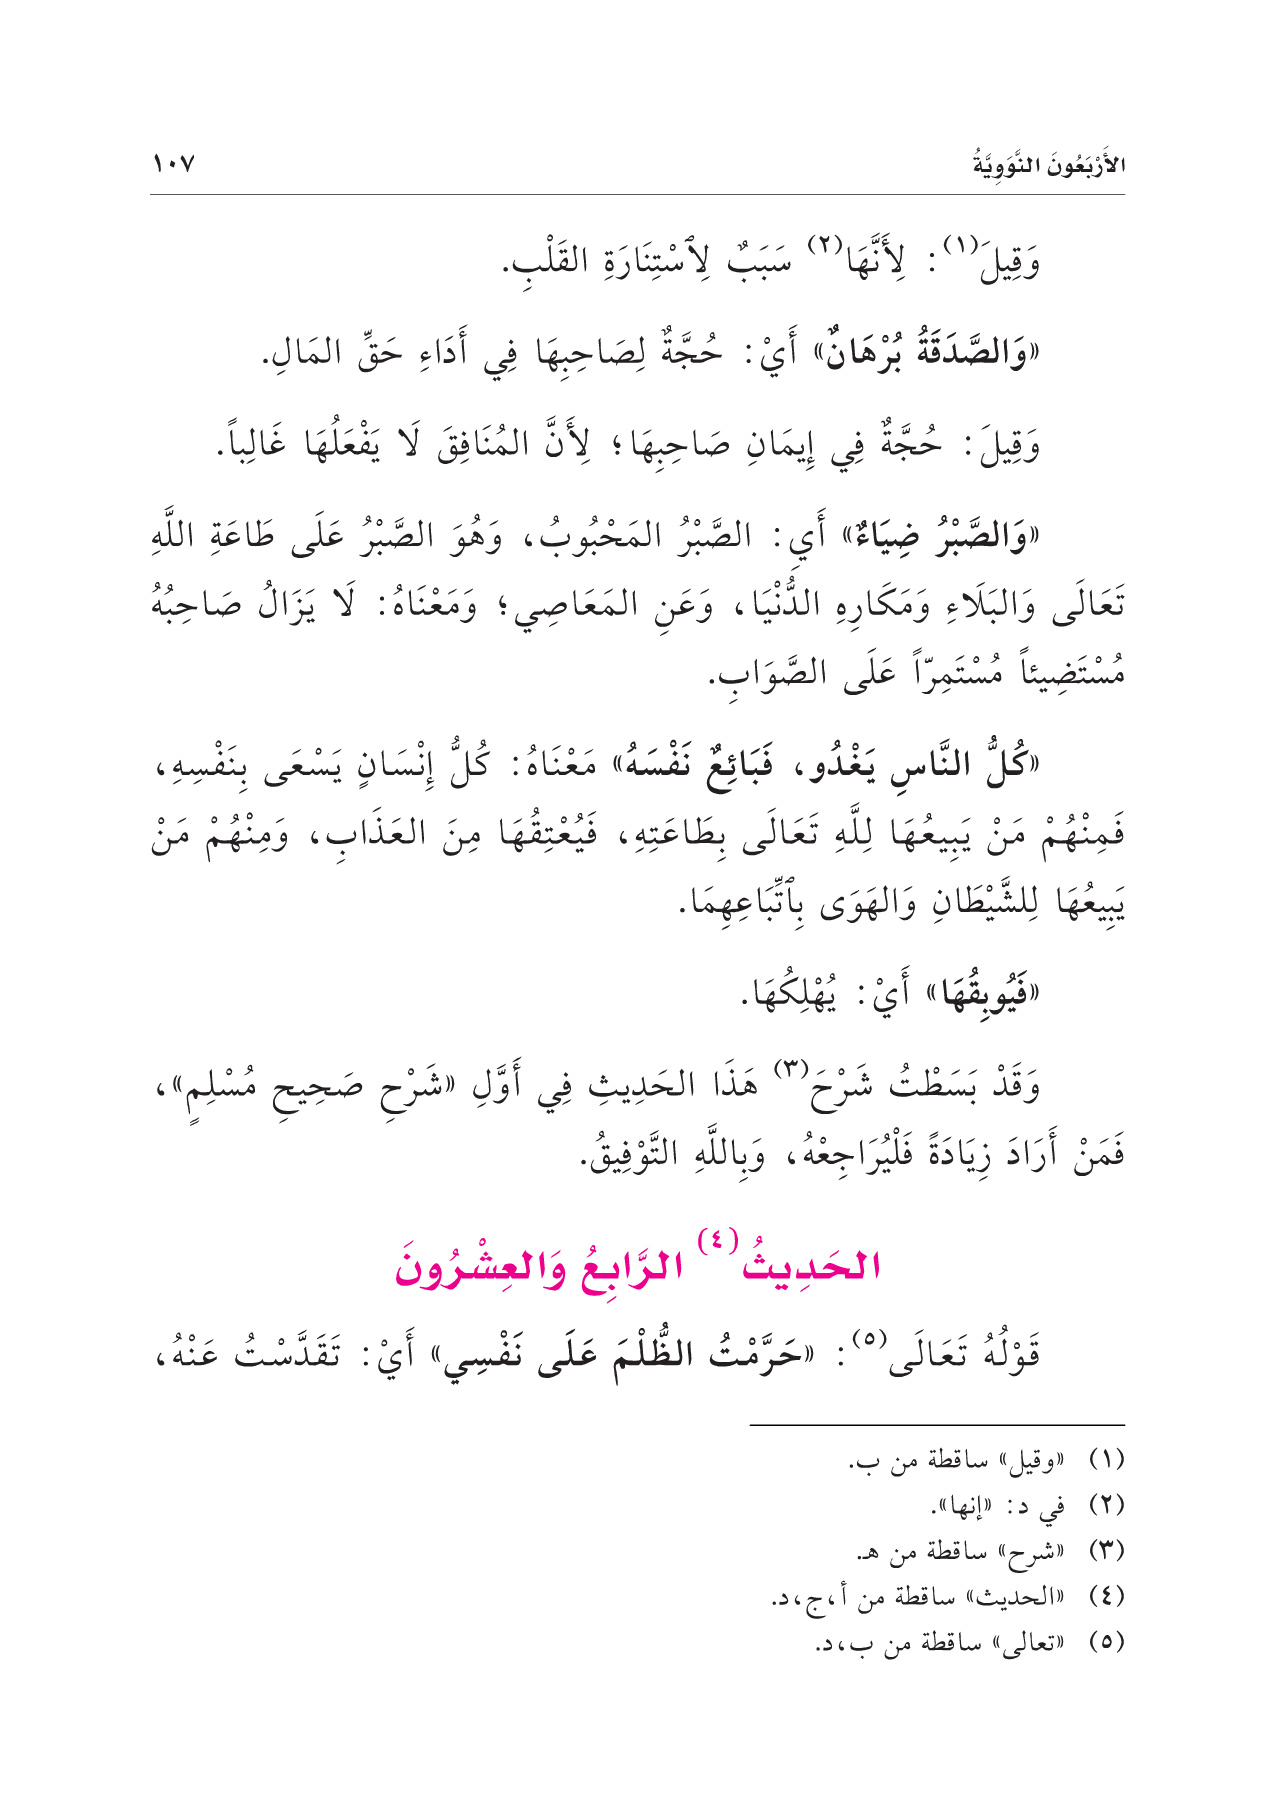 الأَرْبَعُونَ النَّوَوِيَّةُ ١٠٧
وَقِيلَ(١): لِأَنَّهَا(٢) سَبَبٌ لِاسْتِنَارَةِ القَلْبِ.
«وَالصَّدَقَةُ بُرْهَانٌ» أَيْ: حُجَّةٌ لِصَاحِبِهَا فِي أَدَاءِ حَقِّ المَالِ.
وَقِيلَ: حُجَّةٌ فِي إِيمَانِ صَاحِبِهَا؛ لِأَنَّ المُنَافِقَ لَا يَفْعَلُهَا غَالِباً.
«وَالصَّبْرُ ضِيَاءٌ» أَيِ: الصَّبْرُ المَحْبُوبُ، وَهُوَ الصَّبْرُ عَلَى طَاعَةِ اللَّهِ
تَعَالَى وَالبَلَاءِ وَمَكَارِهِ الدُّنْيَا، وَعَنِ المَعَاصِي؛ وَمَعْنَاهُ: لَا يَزَالُ صَاحِبُهُ
مُسْتَضِيئاً مُسْتَمِرّاً عَلَى الصَّوَابِ.
«كُلُّ النَّاسِ يَغْدُو، فَبَائِعٌ نَفْسَهُ» مَعْنَاهُ: كُلُّ إِنْسَانٍ يَسْعَى بِنَفْسِهِ،
فَمِنْهُمْ مَنْ يَبِيعُهَا لِلَّهِ تَعَالَى بِطَاعَتِهِ، فَيُعْتِقُهَا مِنَ العَذَابِ، وَمِنْهُمْ مَنْ
يَبِيعُهَا لِلشَّيْطَانِ وَالهَوَى بِٱتِّبَاعِهِمَا.
«فَيُوبِقُهَا» أَيْ: يُهْلِكُهَا.
وَقَدْ بَسَطْتُ شَرْحَ(٣) هَذَا الحَدِيثِ فِي أَوَّلِ «شَرْحِ صَحِيحِ مُسْلِمٍ»،
فَمَنْ أَرَادَ زِيَادَةً فَلْيُرَاجِعْهُ، وَبِاللَّهِ التَّوْفِيقُ.
الحَدِيثُ(٤) الرَّابِعُ وَالعِشْرُونَ
قَوْلُهُ تَعَالَى(٥): «حَرَّمْتُ الظُّلْمَ عَلَى نَفْسِي» أَيْ: تَقَدَّسْتُ عَنْهُ،
(١) «وقيل» ساقطة من ب.
(٢) في د: «إنها».
(٣) «شرح» ساقطة من هـ.
(٤) «الحديث» ساقطة من أ، ج، د.
(٥) «تعالى» ساقطة من ب، د.